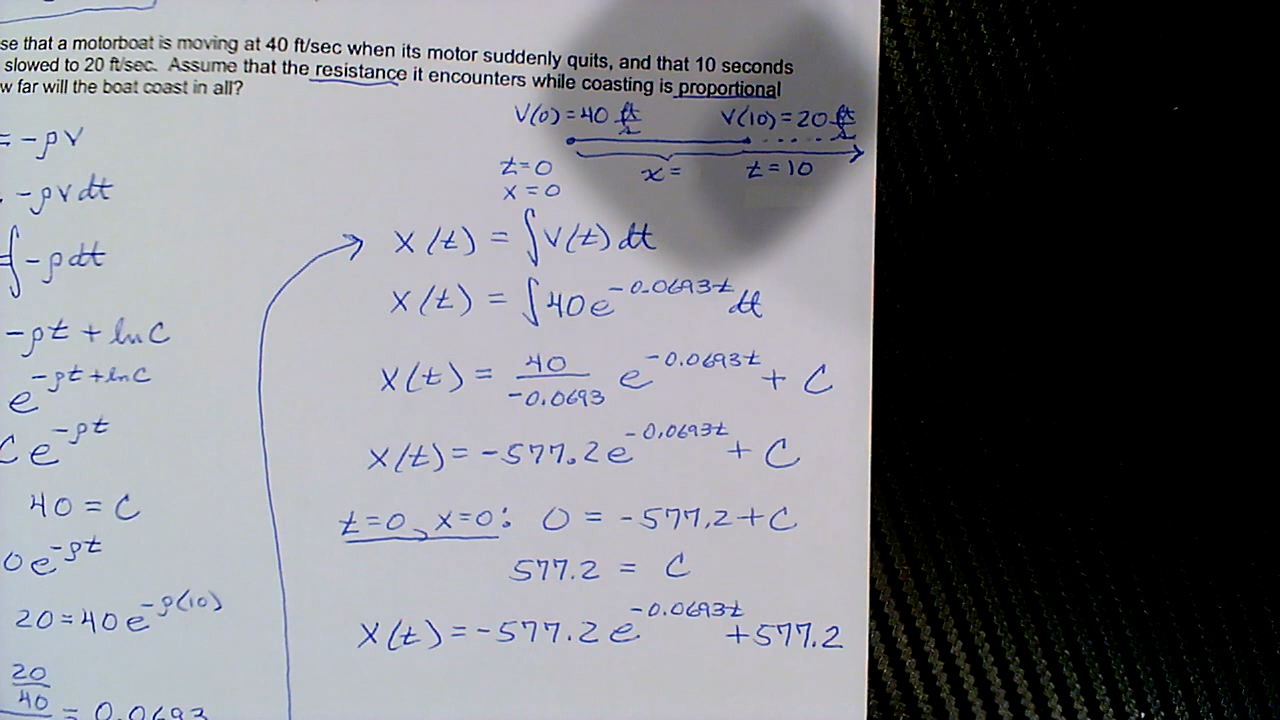 se that a motorboat is moving at 40 ft/sec when its motor suddenly quits, and that 10 seconds
slowed to 20 ft/sec. Assume that the resistance it encounters while coasting is proportional
w far will the boat coast in all?
V(0)=40 ft/s V(10)=20 ft/s
t=0 x= t=10
x=0
= -ρv
-ρvdt
∫-ρdt
-ρt + ln C
e^{-ρt+lnC}
Ce^{-ρt}
40 = C
0e^{-ρt}
20=40e^{-ρ(10)}
20/40 = 0.0693
X(t) = ∫V(t)dt
X(t) = ∫40e^{-0.0693t}dt
X(t) = 40/-0.0693 e^{-0.0693t} + C
X(t) = -577.2e^{-0.0693t} + C
t=0, x=0: 0 = -577.2+C
577.2 = C
X(t) = -577.2e^{-0.0693t} +577.2